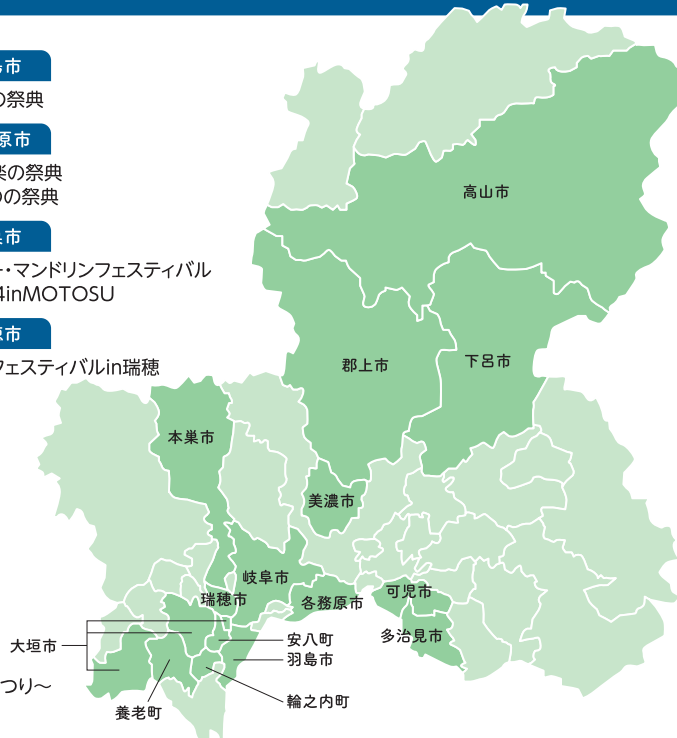 島市
の祭典
原市
楽の祭典
の祭典
巣市
ー・マンドリンフェスティバル
4inMOTOSU
フェスティバルin瑞穂
高山市
郡上市
下呂市
本巣市
美濃市
岐阜市
瑞穂市
各務原市
可児市
多治見市
大垣市
安八町
羽島市
つり～
輪之内町
養老町